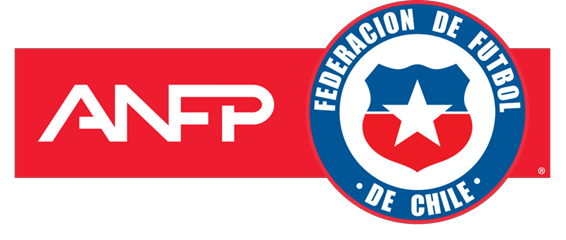 ANFP
FEDERACION DE FUTBOL
DE CHILE
®